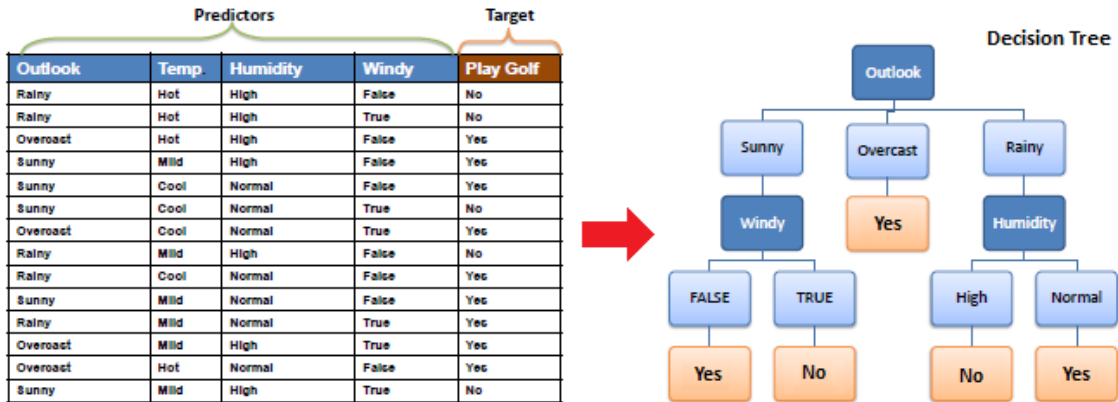 Predictors Target
Outlook Temp. Humidity Windy Play Golf
Rainy Hot High False No
Rainy Hot High True No
Overcast Hot High False Yes
Sunny Mild High False Yes
Sunny Cool Normal False Yes
Sunny Cool Normal True No
Overcast Cool Normal True Yes
Rainy Mild High False No
Rainy Cool Normal False Yes
Sunny Mild Normal False Yes
Rainy Mild Normal True Yes
Overcast Mild High True Yes
Overcast Hot Normal False Yes
Sunny Mild High True No
Decision Tree
Outlook
Sunny Overcast Rainy
Windy Yes Humidity
FALSE TRUE High Normal
Yes No No Yes